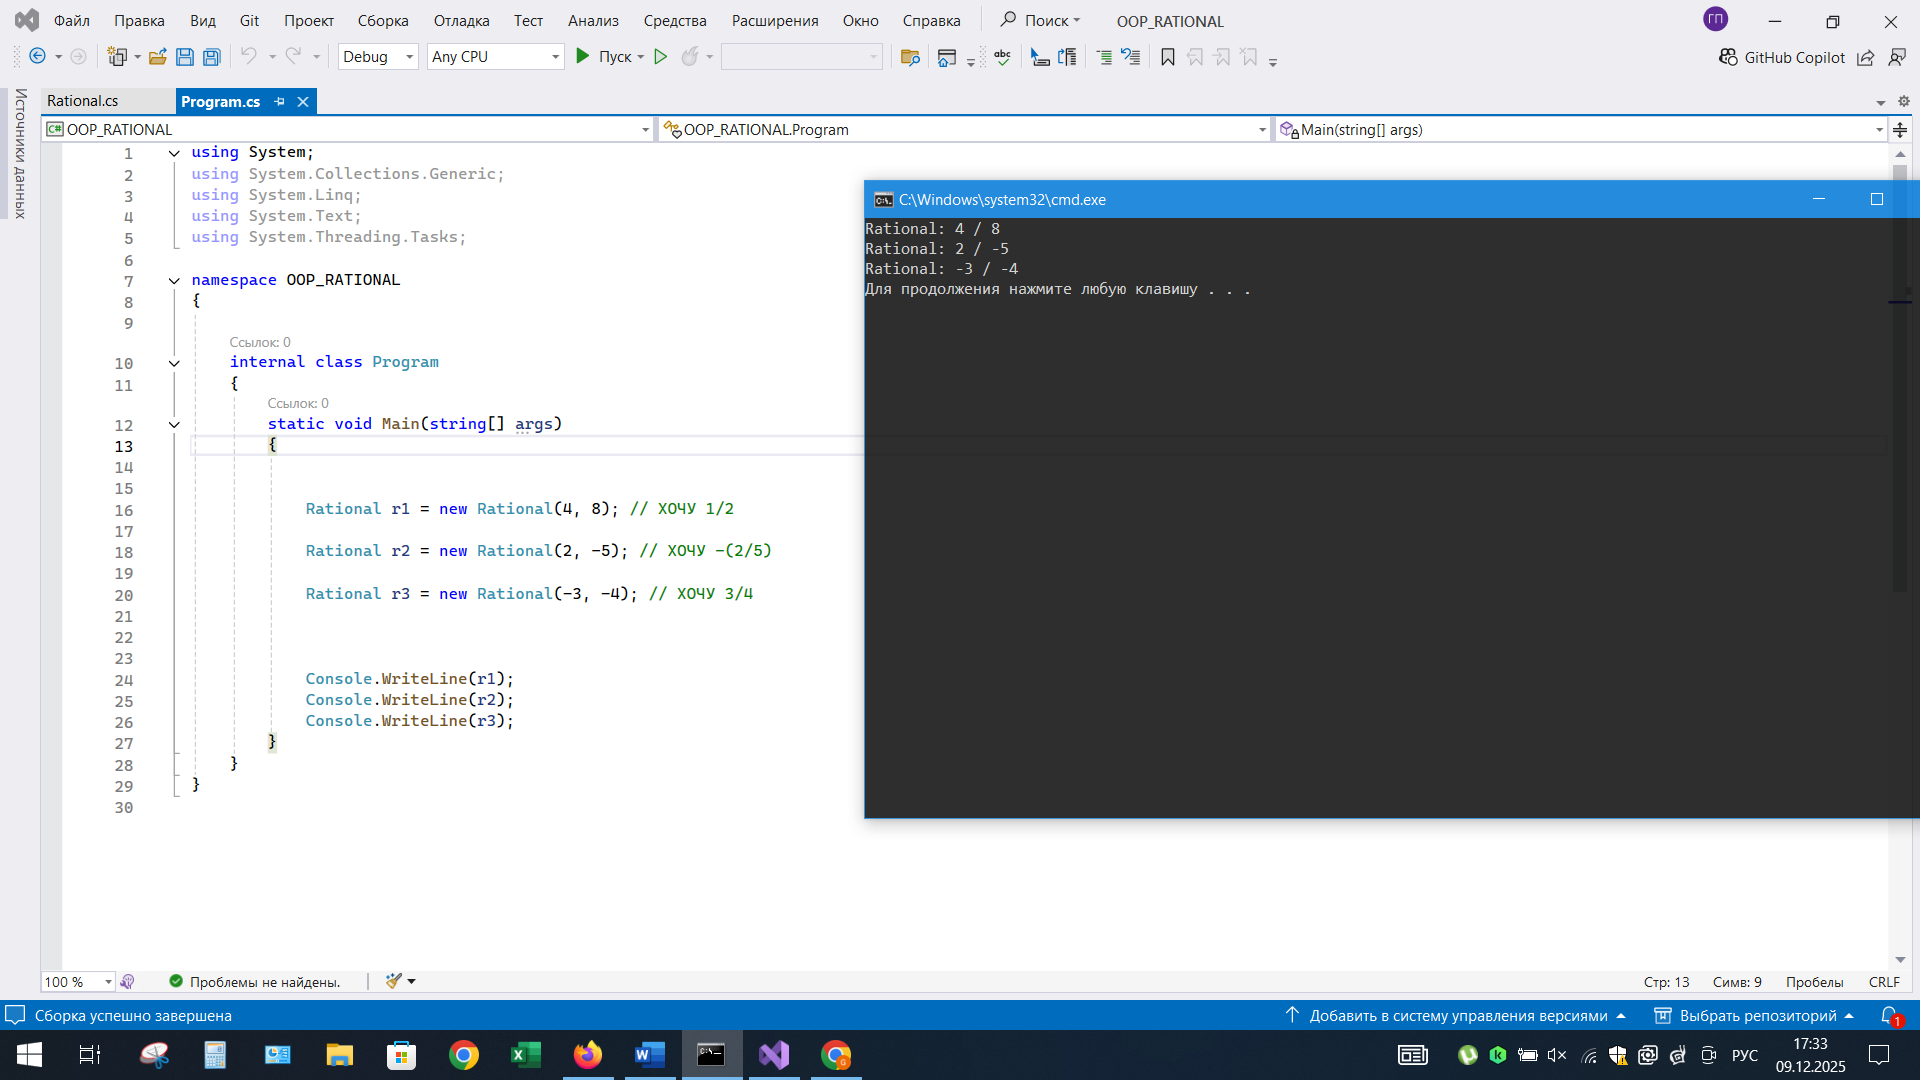 Файл Правка Вид Git Проект Сборка Отладка Тест Анализ Средства Расширения Окно Справка Поиск OOP_RATIONAL ГП
Debug Any CPU Пуск abc GitHub Copilot
Источники данных
Rational.cs Program.cs
C# OOP_RATIONAL OOP_RATIONAL.Program Main(string[] args)
1 using System;
2 using System.Collections.Generic;
3 using System.Linq;
4 using System.Text;
5 using System.Threading.Tasks;
6
7 namespace OOP_RATIONAL
8 {
9
Ссылок: 0
10 internal class Program
11 {
Ссылок: 0
12 static void Main(string[] args)
13 {
14
15
16 Rational r1 = new Rational(4, 8); // ХОЧУ 1/2
17
18 Rational r2 = new Rational(2, -5); // ХОЧУ -(2/5)
19
20 Rational r3 = new Rational(-3, -4); // ХОЧУ 3/4
21
22
23
24 Console.WriteLine(r1);
25 Console.WriteLine(r2);
26 Console.WriteLine(r3);
27 }
28 }
29 }
30
C:\Windows\system32\cmd.exe
Rational: 4 / 8
Rational: 2 / -5
Rational: -3 / -4
Для продолжения нажмите любую клавишу . . .
100 % Проблемы не найдены. Стр: 13 Симв: 9 Пробелы CRLF
Сборка успешно завершена Добавить в систему управления версиями Выбрать репозиторий 1
РУС 17:33
09.12.2025